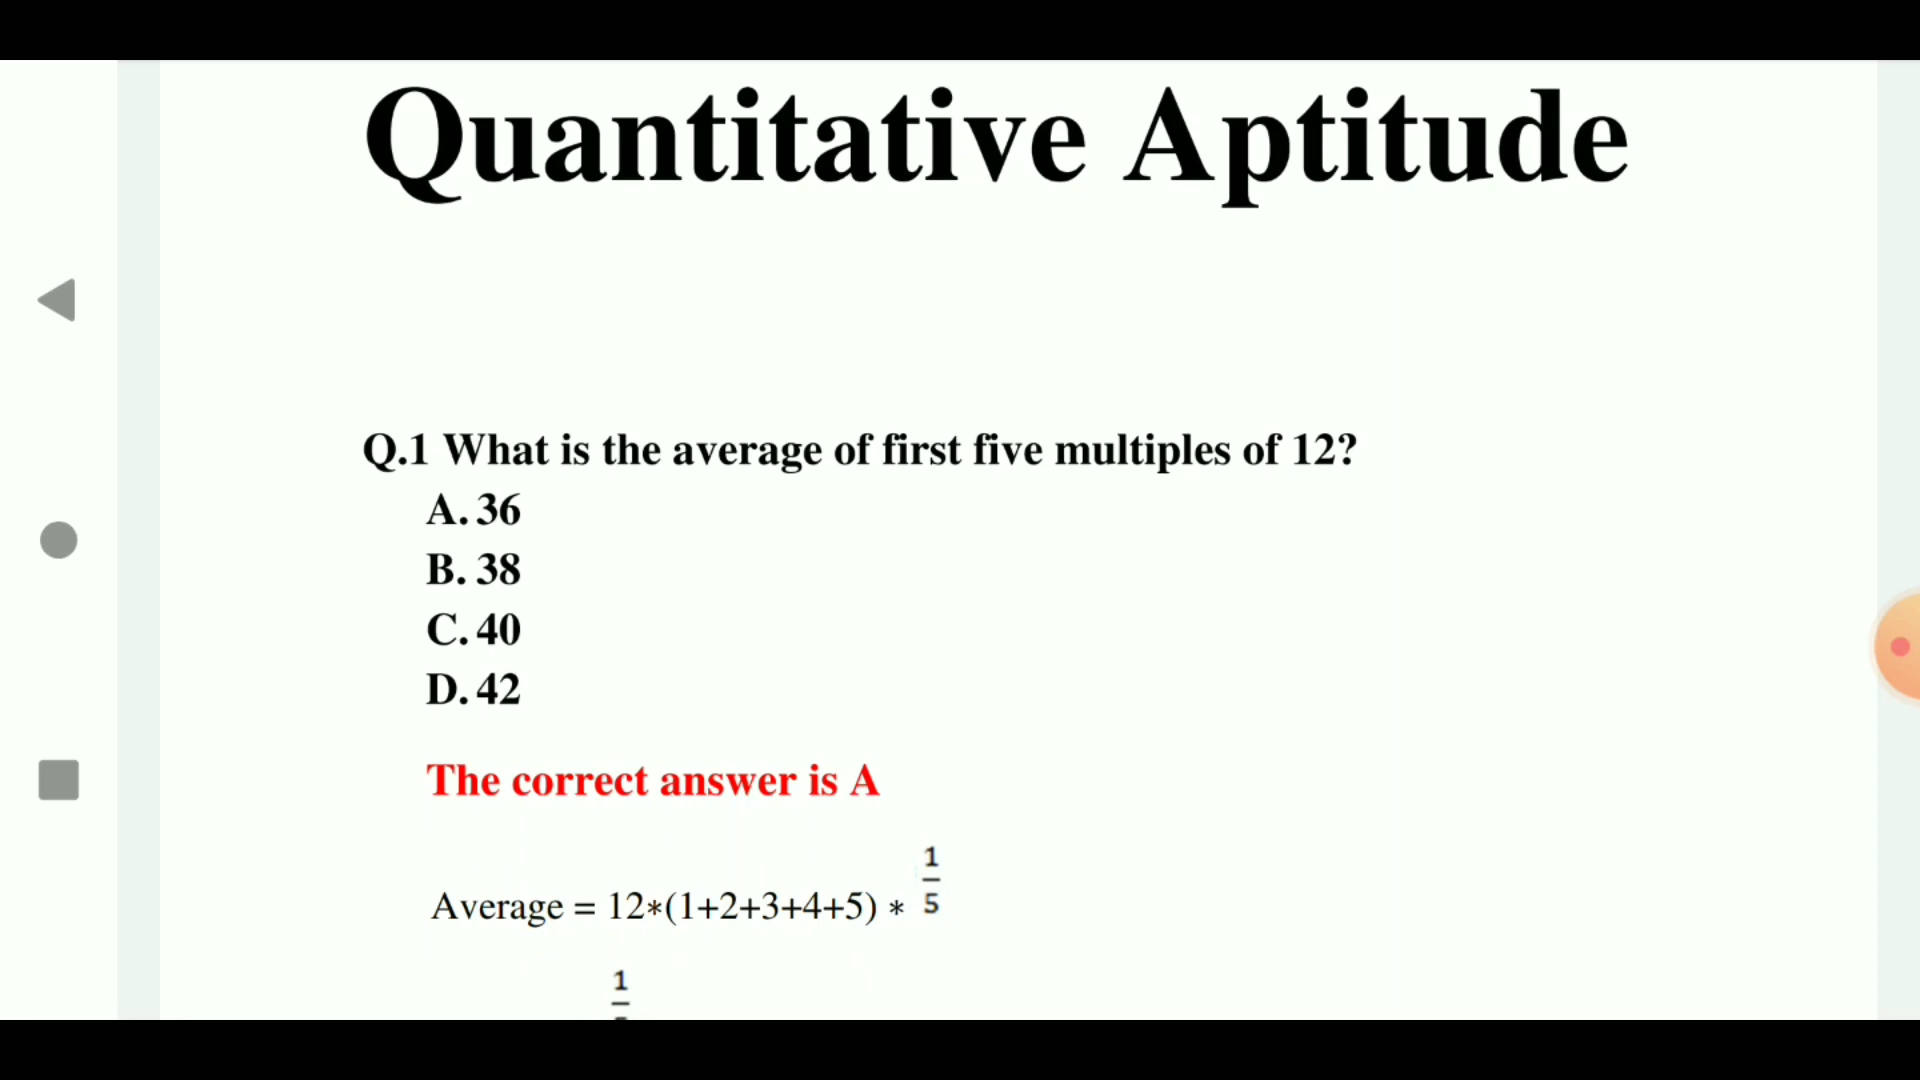 Quantitative Aptitude
Q.1 What is the average of first five multiples of 12?
A. 36
B. 38
C. 40
D. 42
The correct answer is A
Average = 12*(1+2+3+4+5) * 1/5
1